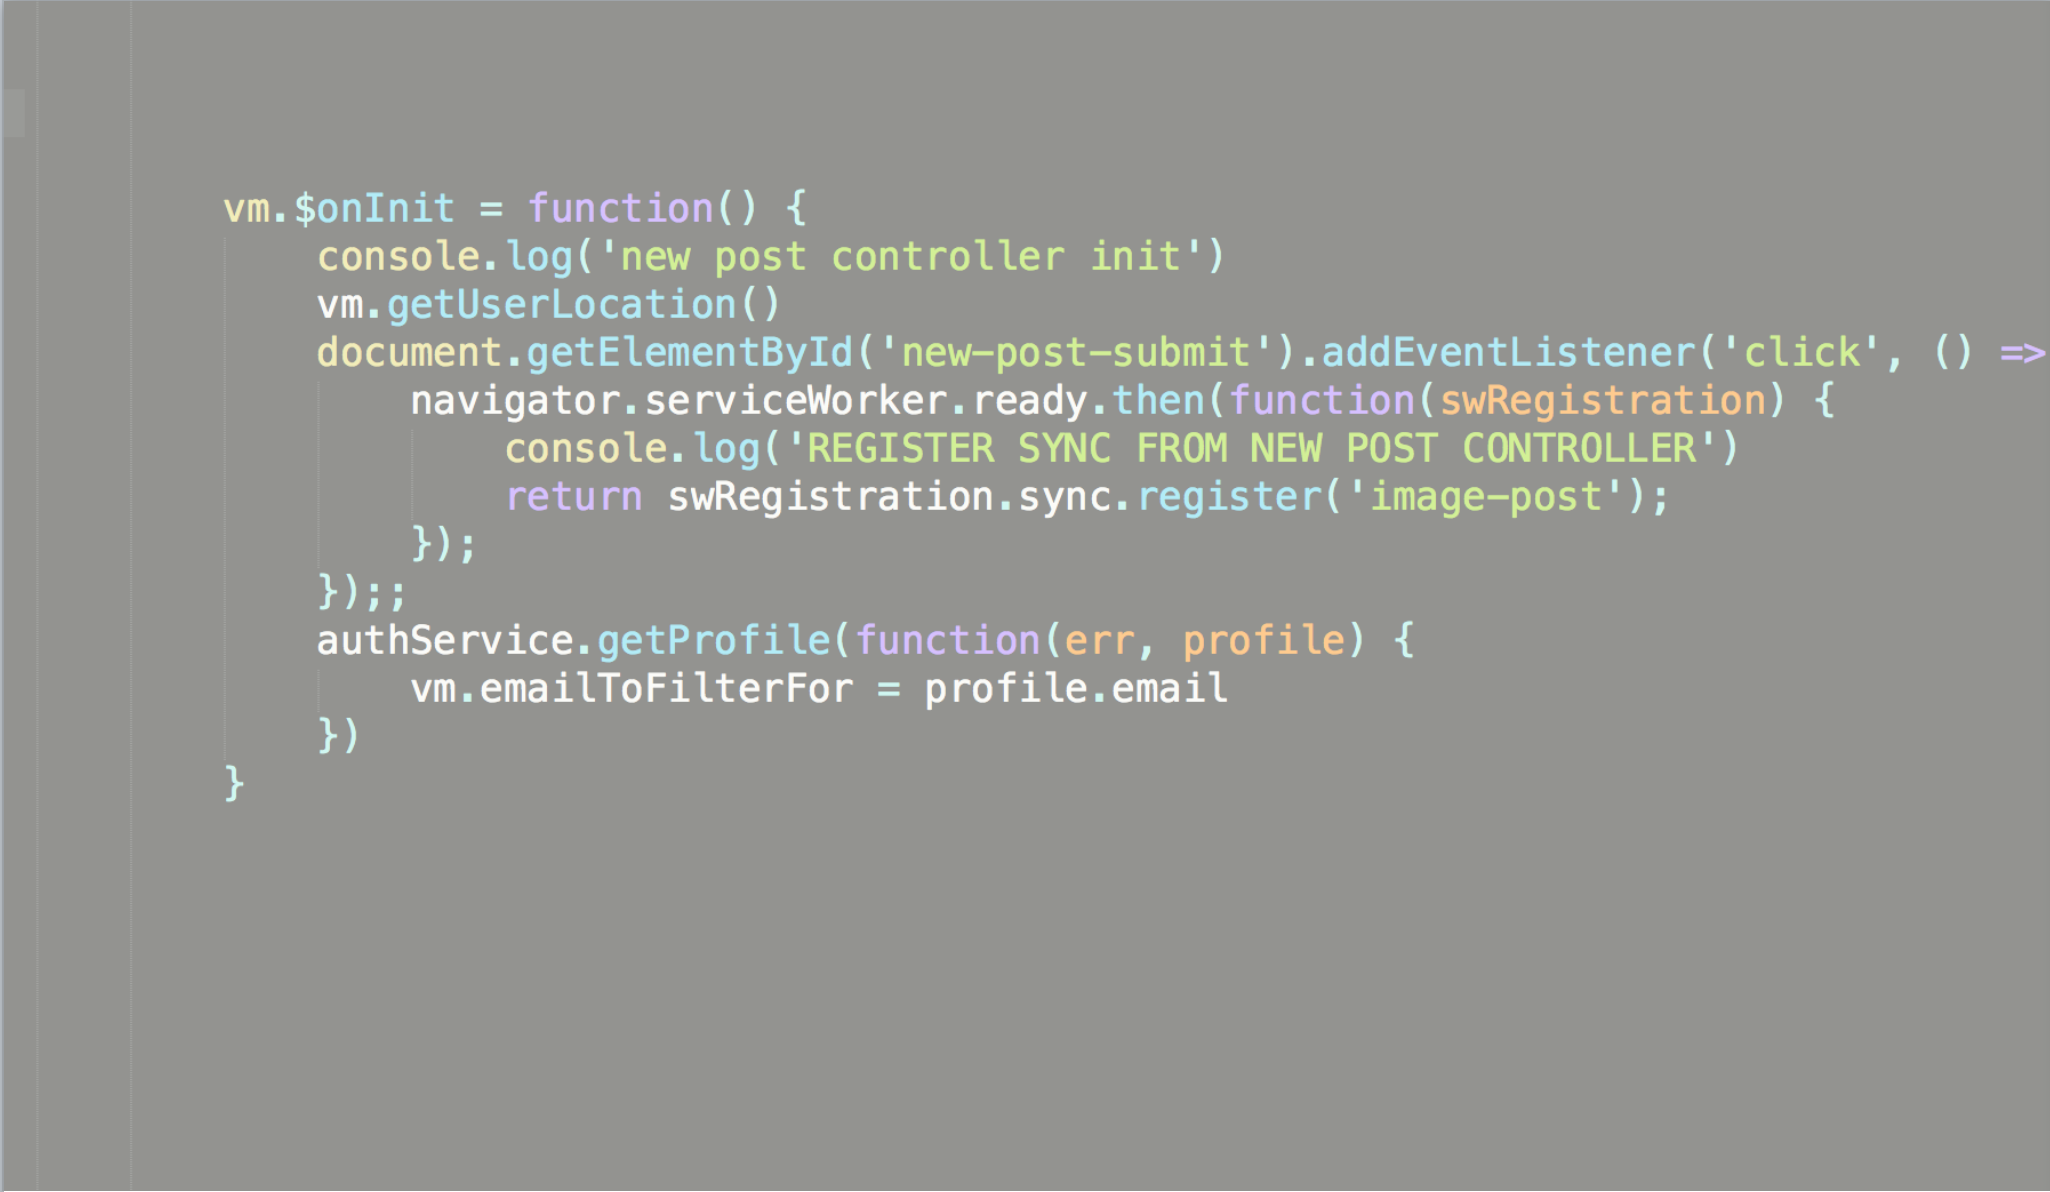 vm.$onInit = function() {
console.log('new post controller init')
vm.getUserLocation()
document.getElementById('new-post-submit').addEventListener('click', () =>
navigator.serviceWorker.ready.then(function(swRegistration) {
console.log('REGISTER SYNC FROM NEW POST CONTROLLER')
return swRegistration.sync.register('image-post');
});
});;
authService.getProfile(function(err, profile) {
vm.emailToFilterFor = profile.email
})
}